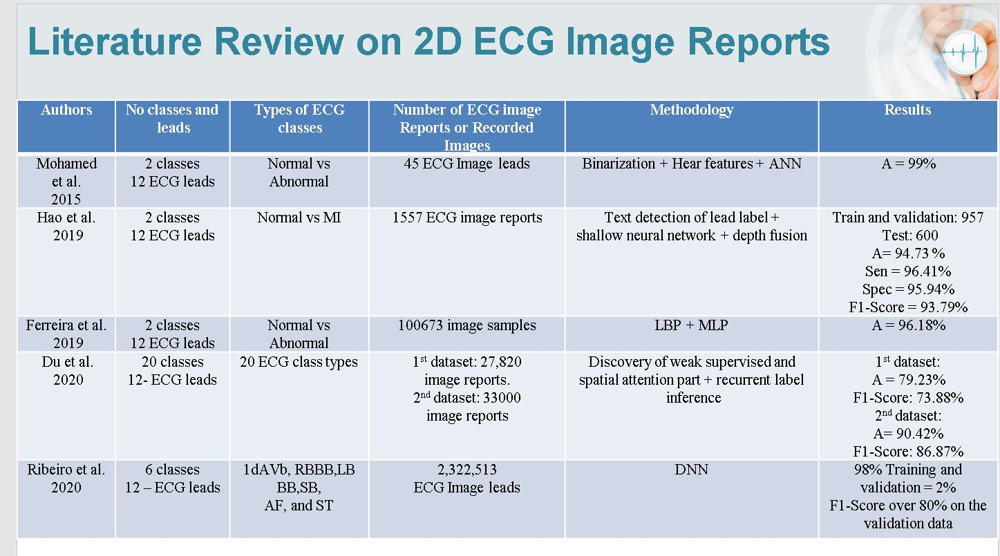 Literature Review on 2D ECG Image Reports
Authors
No classes and
leads
Types of ECG
classes
Number of ECG image
Reports or Recorded
Images
Methodology
Results
Mohamed
et al.
2015
2 classes
12 ECG leads
Normal vs
Abnormal
45 ECG Image leads
Binarization + Hear features + ANN
A = 99%
Hao et al.
2019
2 classes
12 ECG leads
Normal vs MI
1557 ECG image reports
Text detection of lead label +
shallow neural network + depth fusion
Train and validation: 957
Test: 600
A= 94.73 %
Sen = 96.41%
Spec = 95.94%
F1-Score = 93.79%
Ferreira et al.
2019
2 classes
12 ECG leads
Normal vs
Abnormal
100673 image samples
LBP + MLP
A = 96.18%
Du et al.
2020
20 classes
12- ECG leads
20 ECG class types
1st dataset: 27,820
image reports.
2nd dataset: 33000
image reports
Discovery of weak supervised and
spatial attention part + recurrent label
inference
1st dataset:
A = 79.23%
F1-Score: 73.88%
2nd dataset:
A= 90.42%
F1-Score: 86.87%
Ribeiro et al.
2020
6 classes
12 – ECG leads
1dAVb, RBBB,LB
BB,SB,
AF, and ST
2,322,513
ECG Image leads
DNN
98% Training and
validation = 2%
F1-Score over 80% on the
validation data